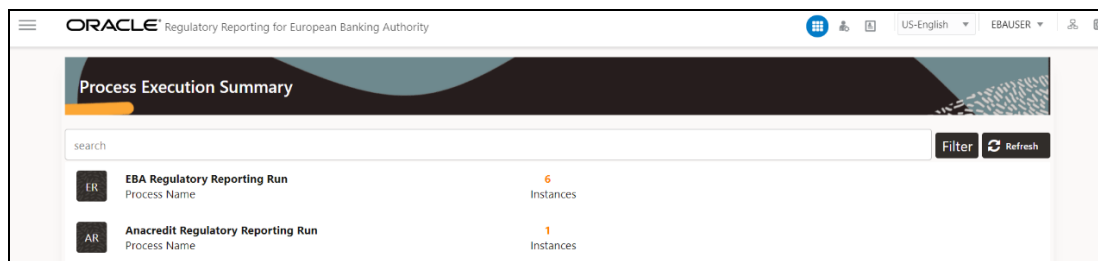 ORACLE® Regulatory Reporting for European Banking Authority US-English EBAUSER
Process Execution Summary
search Filter Refresh
ER EBA Regulatory Reporting Run 6
Process Name Instances
AR Anacredit Regulatory Reporting Run 1
Process Name Instances